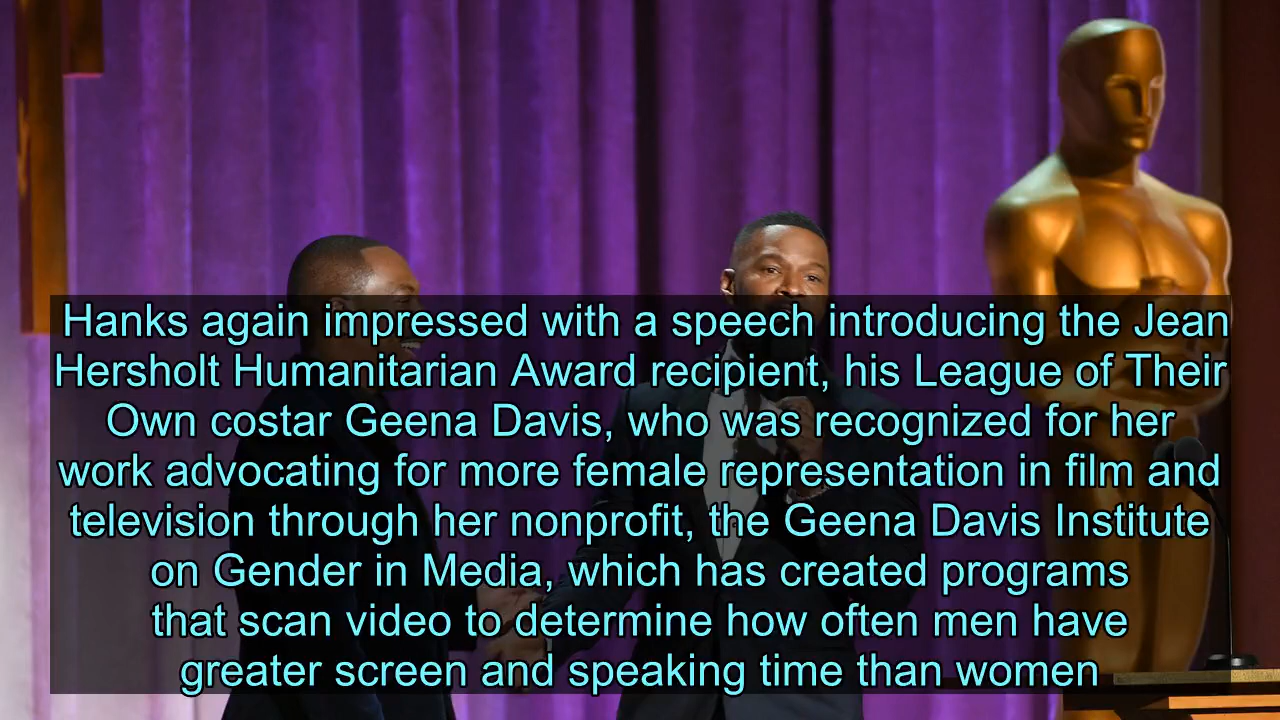 Hanks again impressed with a speech introducing the Jean
Hersholt Humanitarian Award recipient, his League of Their
Own costar Geena Davis, who was recognized for her
work advocating for more female representation in film and
television through her nonprofit, the Geena Davis Institute
on Gender in Media, which has created programs
that scan video to determine how often men have
greater screen and speaking time than women